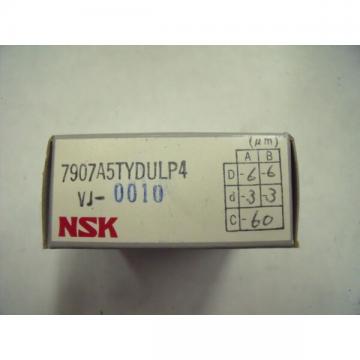 (μm)
A B
7907A5TYDULP4
D -6 -6
VJ- 0010
d -3 -3
NSK
C -60